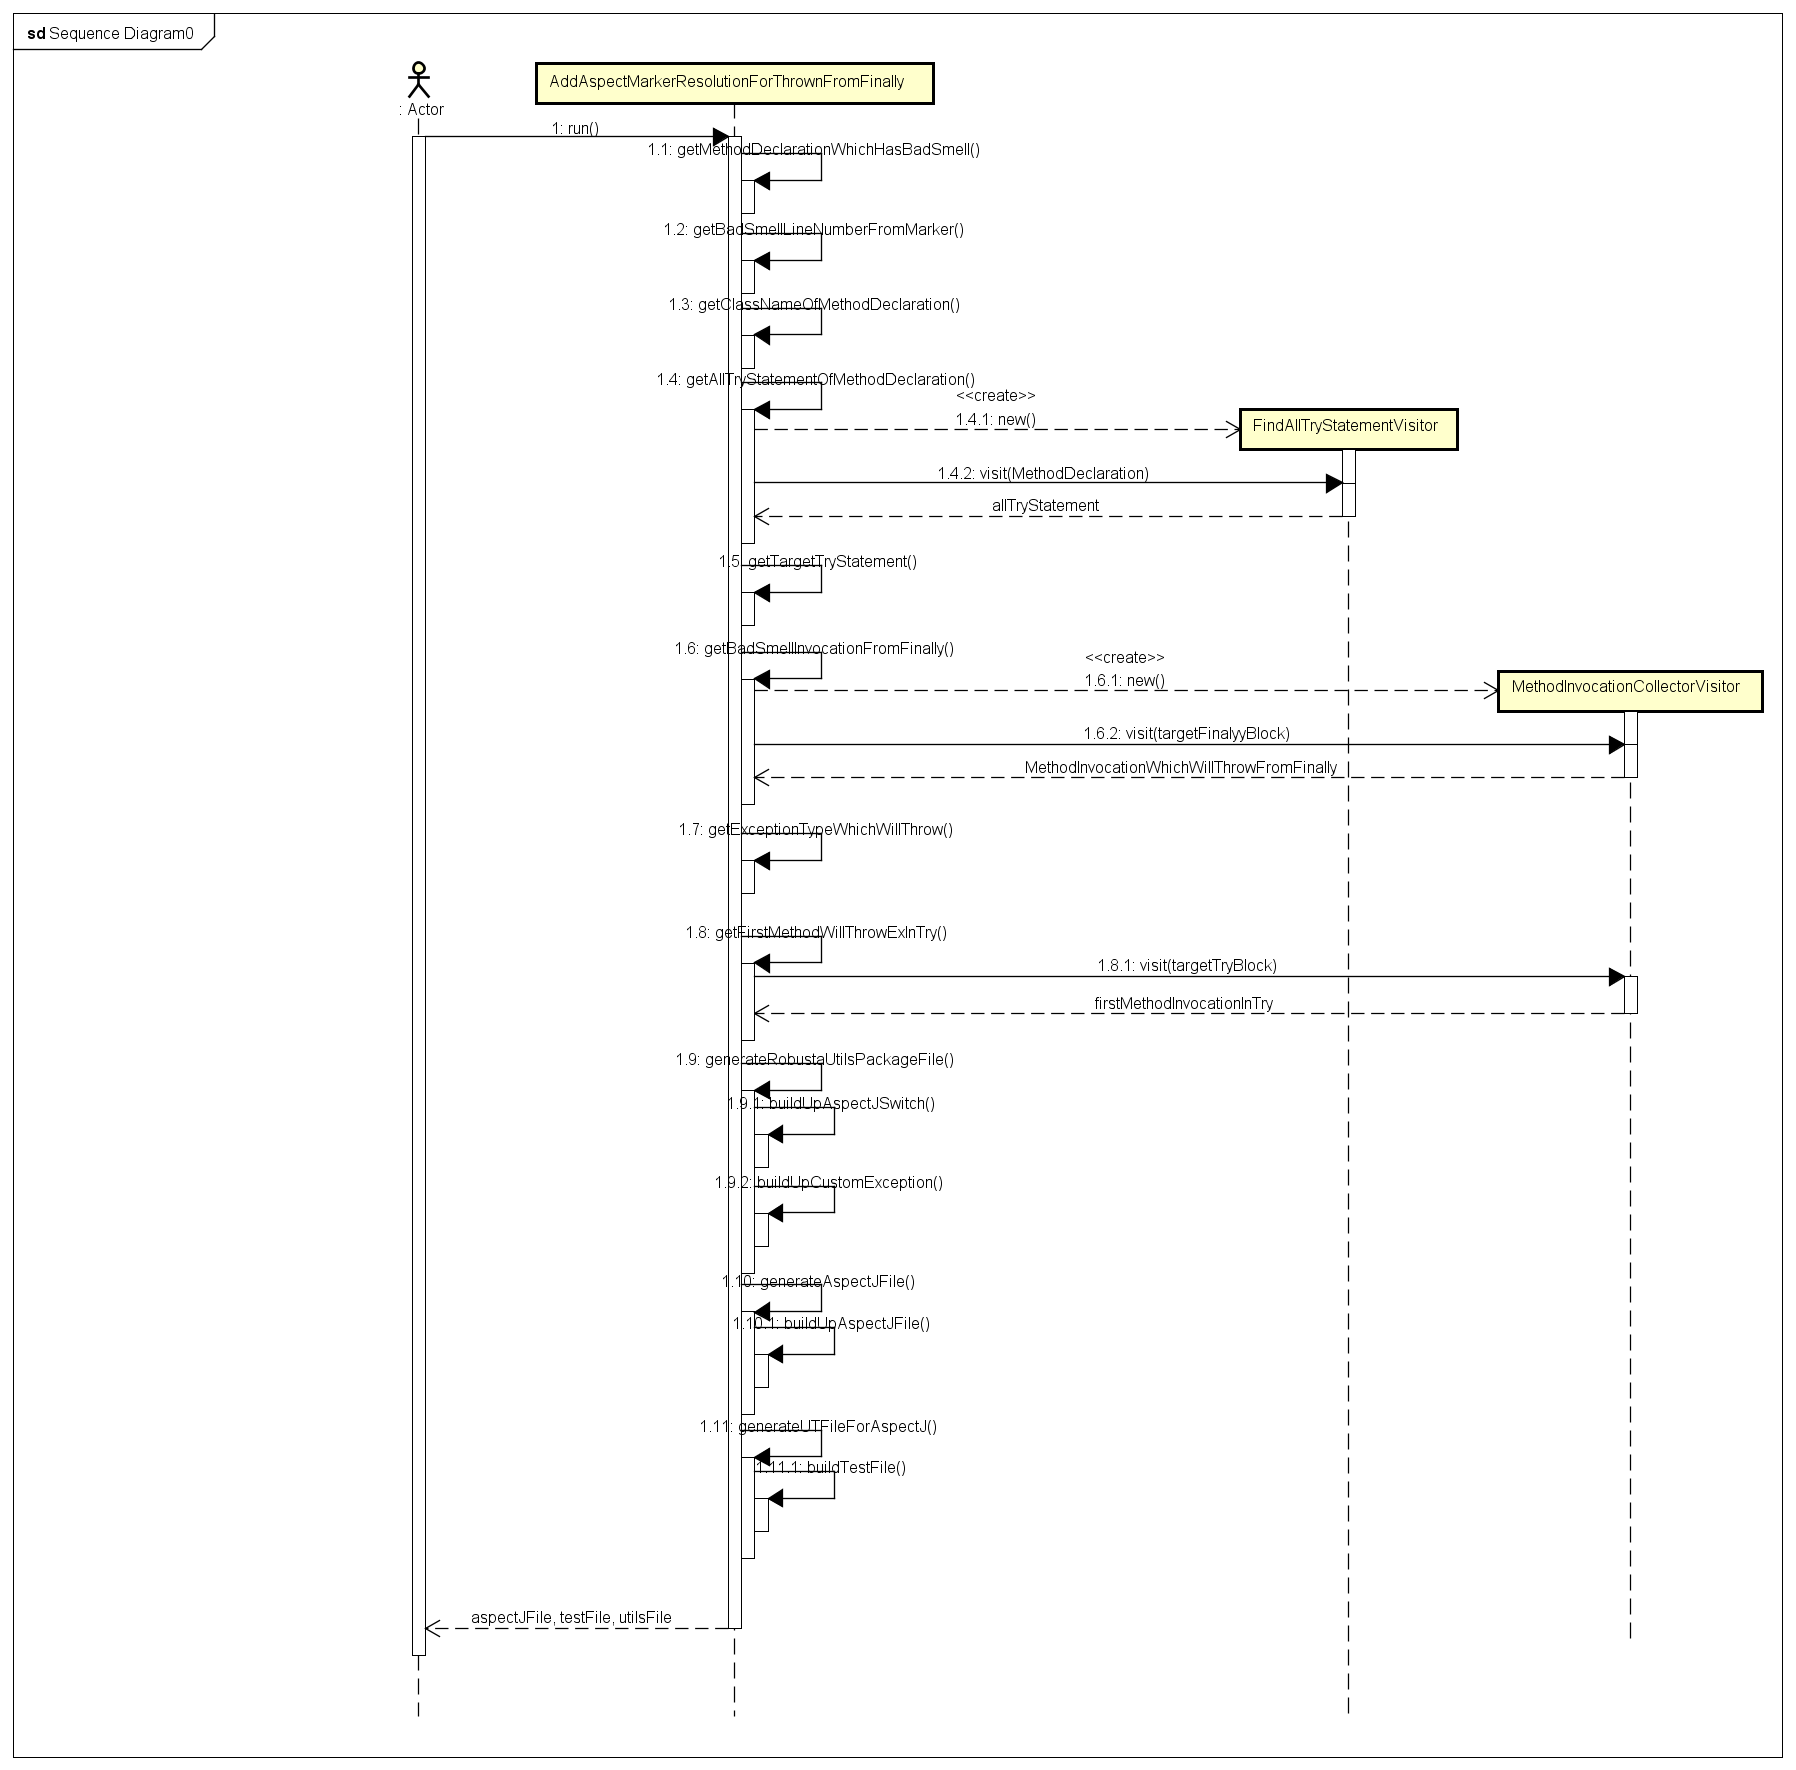 sd Sequence Diagram0
: Actor
AddAspectMarkerResolutionForThrownFromFinally
1: run()
1.1: getMethodDeclarationWhichHasBadSmell()
1.2: getBadSmellLineNumberFromMarker()
1.3: getClassNameOfMethodDeclaration()
1.4: getAllTryStatementOfMethodDeclaration()
<<create>>
1.4.1: new()
FindAllTryStatementVisitor
1.4.2: visit(MethodDeclaration)
allTryStatement
1.5: getTargetTryStatement()
1.6: getBadSmellInvocationFromFinally()
<<create>>
1.6.1: new()
MethodInvocationCollectorVisitor
1.6.2: visit(targetFinalyyBlock)
MethodInvocationWhichWillThrowFromFinally
1.7: getExceptionTypeWhichWillThrow()
1.8: getFirstMethodWillThrowExInTry()
1.8.1: visit(targetTryBlock)
firstMethodInvocationInTry
1.9: generateRobustaUtilsPackageFile()
1.9.1: buildUpAspectJSwitch()
1.9.2: buildUpCustomException()
1.10: generateAspectJFile()
1.10.1: buildUpAspectJFile()
1.11: generateUTFileForAspectJ()
1.11.1: buildTestFile()
aspectJFile, testFile, utilsFile